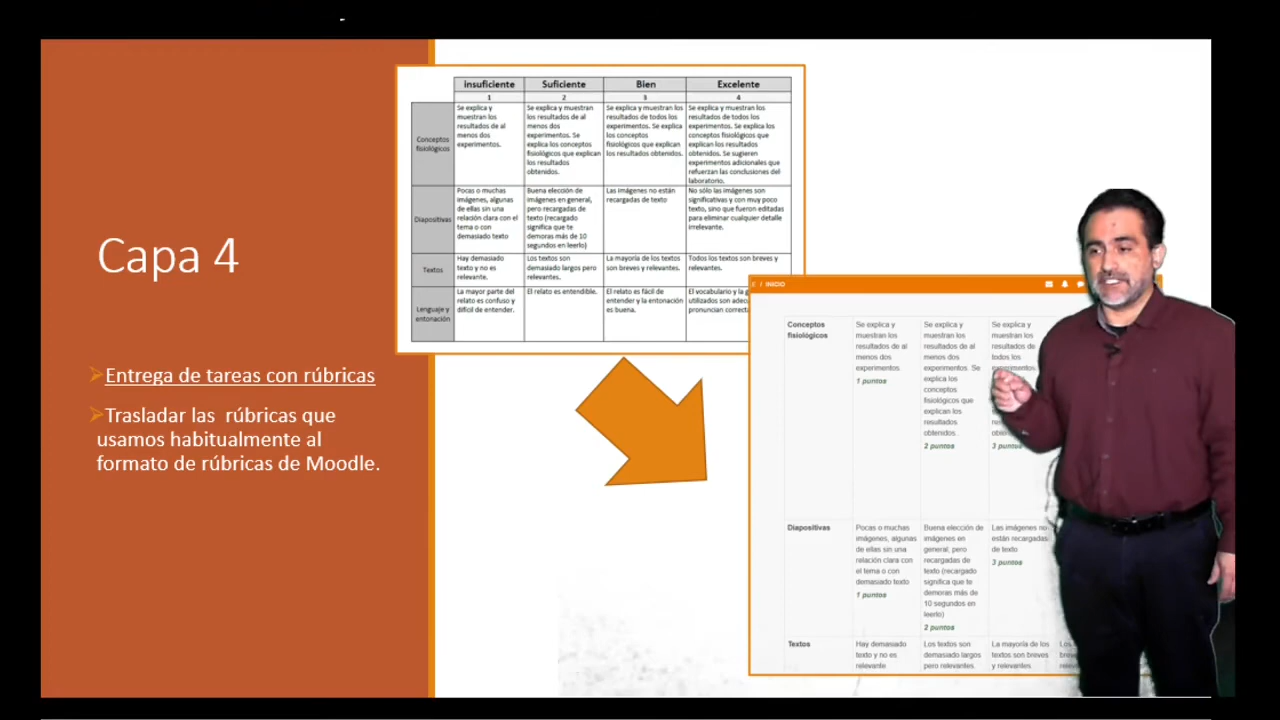 Capa 4
Entrega de tareas con rúbricas
Trasladar las rúbricas que
usamos habitualmente al
formato de rúbricas de Moodle.
insuficiente Suficiente Bien Excelente
1 2 3 4
Conceptos
fisiológicos
Se explica y
muestran los
resultados de al
menos dos
experimentos.
Se explica y muestran
los resultados de al
menos dos
experimentos. Se
explica los conceptos
fisiológicos que explican
los resultados
obtenidos.
Se explica y muestran los
resultados de todos los
experimentos. Se explica
los conceptos
fisiológicos que explican
los resultados obtenidos.
Se explica y muestran los
resultados de todos los
experimentos. Se explica los
conceptos fisiológicos que
explican los resultados
obtenidos. Se sugieren
experimentos adicionales que
refuerzan las conclusiones del
laboratorio.
Diapositivas
Pocas o muchas
imágenes, algunas
de ellas sin una
relación clara con el
tema o con
demasiado texto
Buena elección de
imágenes en general,
pero recargadas de
texto (recargado
significa que te
demoras más de 10
segundos en leerlo)
Las imágenes no están
recargadas de texto
No sólo las imágenes son
significativas y con muy poco
texto, sino que fueron editadas
para eliminar cualquier detalle
irrelevante.
Textos
Hay demasiado
texto y no es
relevante.
Los textos son
demasiado largos pero
relevantes.
La mayoría de los textos
son breves y relevantes.
Todos los textos son breves y
relevantes.
Lenguaje y
entonación
La mayor parte del
relato es confuso y
difícil de entender.
El relato es entendible.
El relato es fácil de
entender y la entonación
es buena.
El vocabulario y la
utilizados son
pronuncian
/ INICIO
Conceptos
fisiológicos
Se explica y
muestran los
resultados de al
menos dos
experimentos.
1 puntos
Se explica y
muestran los
resultados de al
menos dos
experimentos. Se
explica los
conceptos
fisiológicos que
explican los
resultados
obtenidos.
2 puntos
Se explica y
muestran los
resultados de
todos los
experimentos.
3 puntos
Diapositivas
Pocas o muchas
imágenes, algunas
de ellas sin una
relación clara con
el tema o con
demasiado texto
1 puntos
Buena elección de
imágenes en
general, pero
recargadas de
texto (recargado
significa que te
demoras más de
10 segundos en
leerlo)
2 puntos
Las imágenes no
están recargadas
de texto
3 puntos
Textos
Hay demasiado
texto y no es
relevante
Los textos son
demasiado largos
pero relevantes.
La mayoría de los
textos son breves
y relevantes